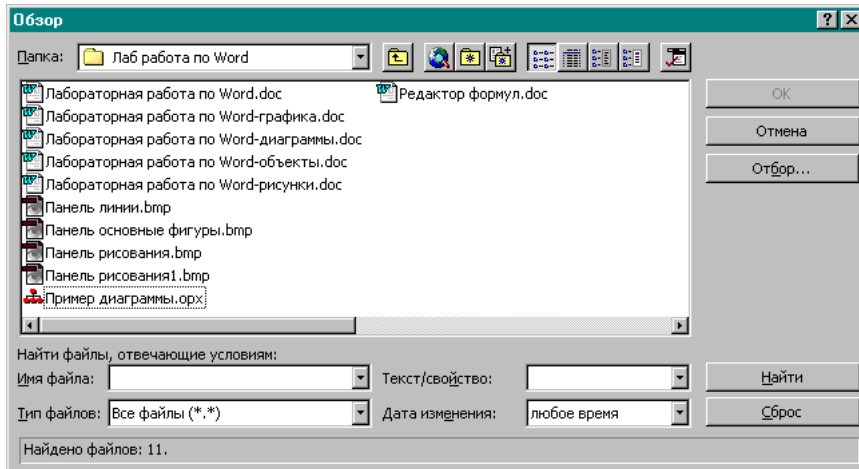 Обзор
Папка: Лаб работа по Word
Лабораторная работа по Word.doc
Лабораторная работа по Word-графика.doc
Лабораторная работа по Word-диаграммы.doc
Лабораторная работа по Word-объекты.doc
Лабораторная работа по Word-рисунки.doc
Панель линии.bmp
Панель основные фигуры.bmp
Панель рисования.bmp
Панель рисования1.bmp
Пример диаграммы.opx
Редактор формул.doc
ОК
Отмена
Отбор...
Найти файлы, отвечающие условиям:
Имя файла: Текст/свойство: Найти
Тип файлов: Все файлы (*.*) Дата изменения: любое время Сброс
Найдено файлов: 11.